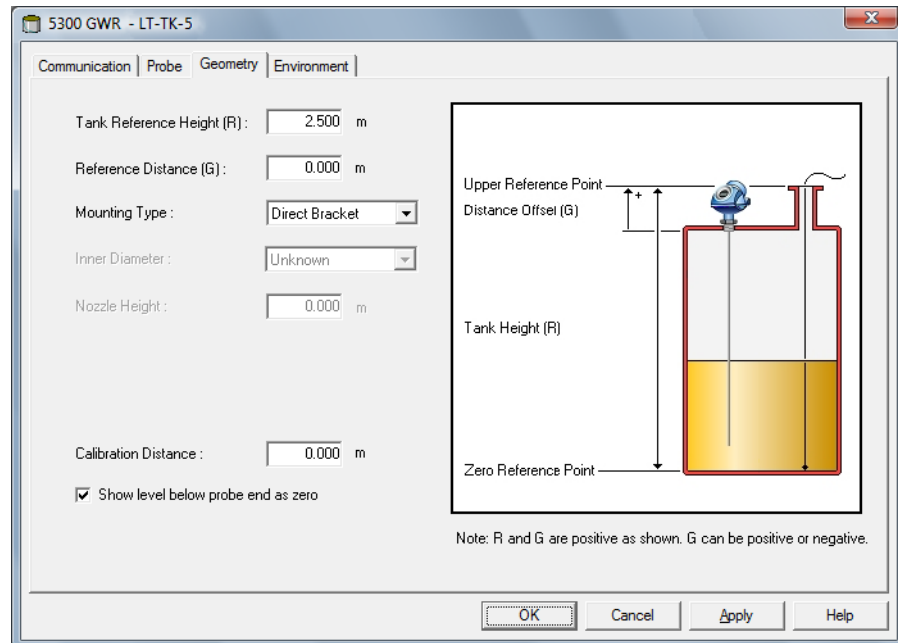 5300 GWR - LT-TK-5
Communication Probe Geometry Environment
Tank Reference Height (R) : 2.500 m
Reference Distance (G) : 0.000 m
Mounting Type : Direct Bracket
Inner Diameter : Unknown
Nozzle Height : 0.000 m
Calibration Distance : 0.000 m
Show level below probe end as zero
Upper Reference Point
Distance Offsel (G)
+
Tank Height (R)
Zero Reference Point
Note: R and G are positive as shown. G can be positive or negative.
OK Cancel Apply Help